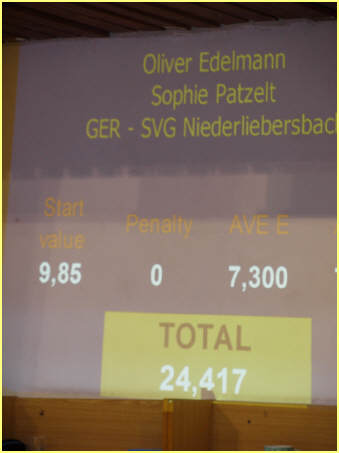 Oliver Edelmann
Sophie Patzelt
GER - SVG Niederliebersbach
Start value Penalty AVE E
9,85 0 7,300
TOTAL
24,417